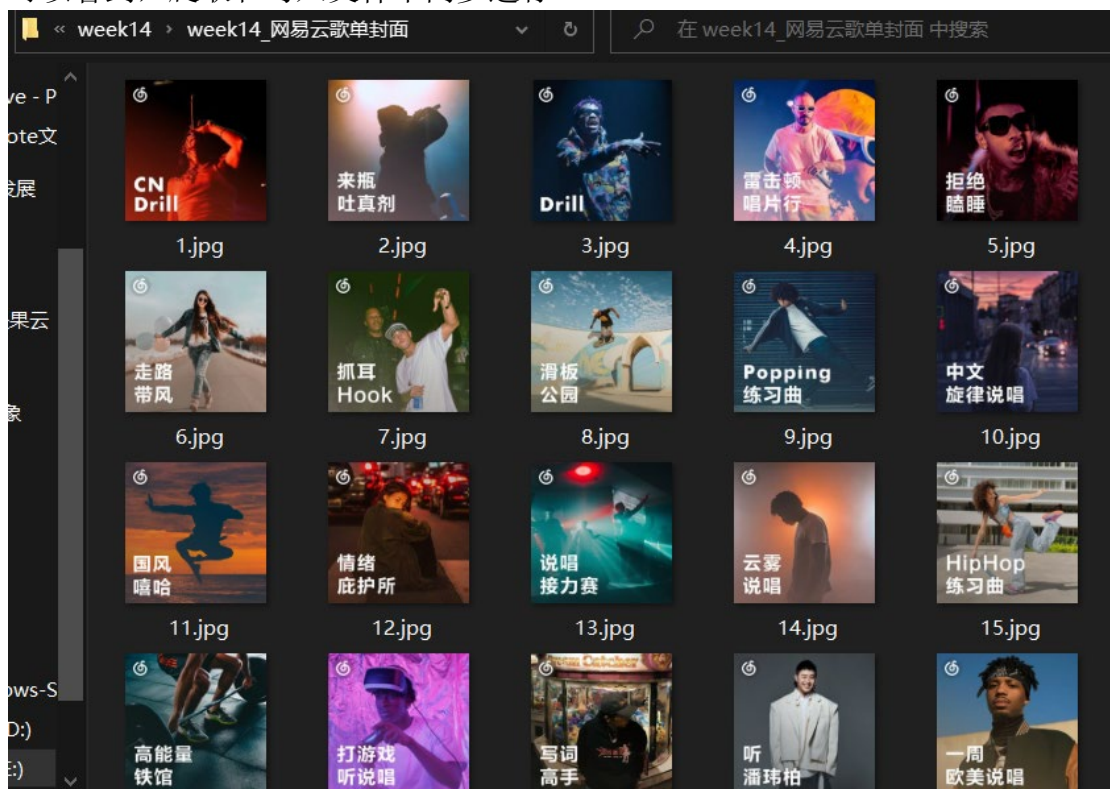 « week14 › week14_网易云歌单封面
在 week14_网易云歌单封面 中搜索
ve - P
ote文
发展
果云
象
ows-S
D:)
E:)
CN
Drill
1.jpg
来瓶
吐真剂
2.jpg
Drill
3.jpg
雷击顿
唱片行
4.jpg
拒绝
瞌睡
5.jpg
走路
带风
6.jpg
抓耳
Hook
7.jpg
滑板
公园
8.jpg
Popping
练习曲
9.jpg
中文
旋律说唱
10.jpg
国风
嘻哈
11.jpg
情绪
庇护所
12.jpg
说唱
接力赛
13.jpg
云雾
说唱
14.jpg
HipHop
练习曲
15.jpg
高能量
铁馆
打游戏
听说唱
写词
高手
听
潘玮柏
一周
欧美说唱